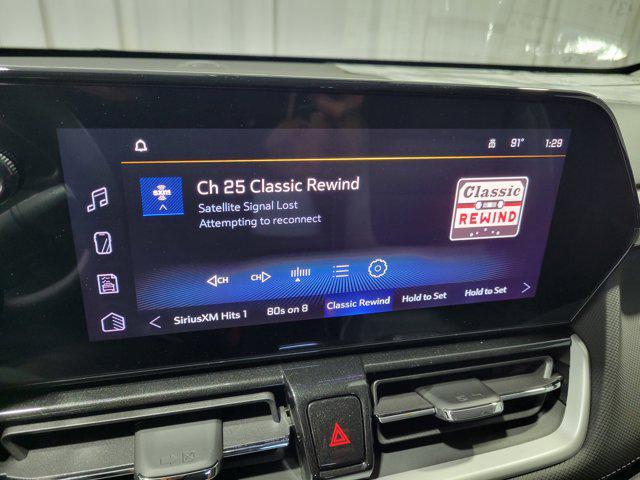 91° 1:29
sxm
Ch 25 Classic Rewind
Satellite Signal Lost
Attempting to reconnect
Classic
REWIND
CH CH
SiriusXM Hits 1 80s on 8 Classic Rewind Hold to Set Hold to Set